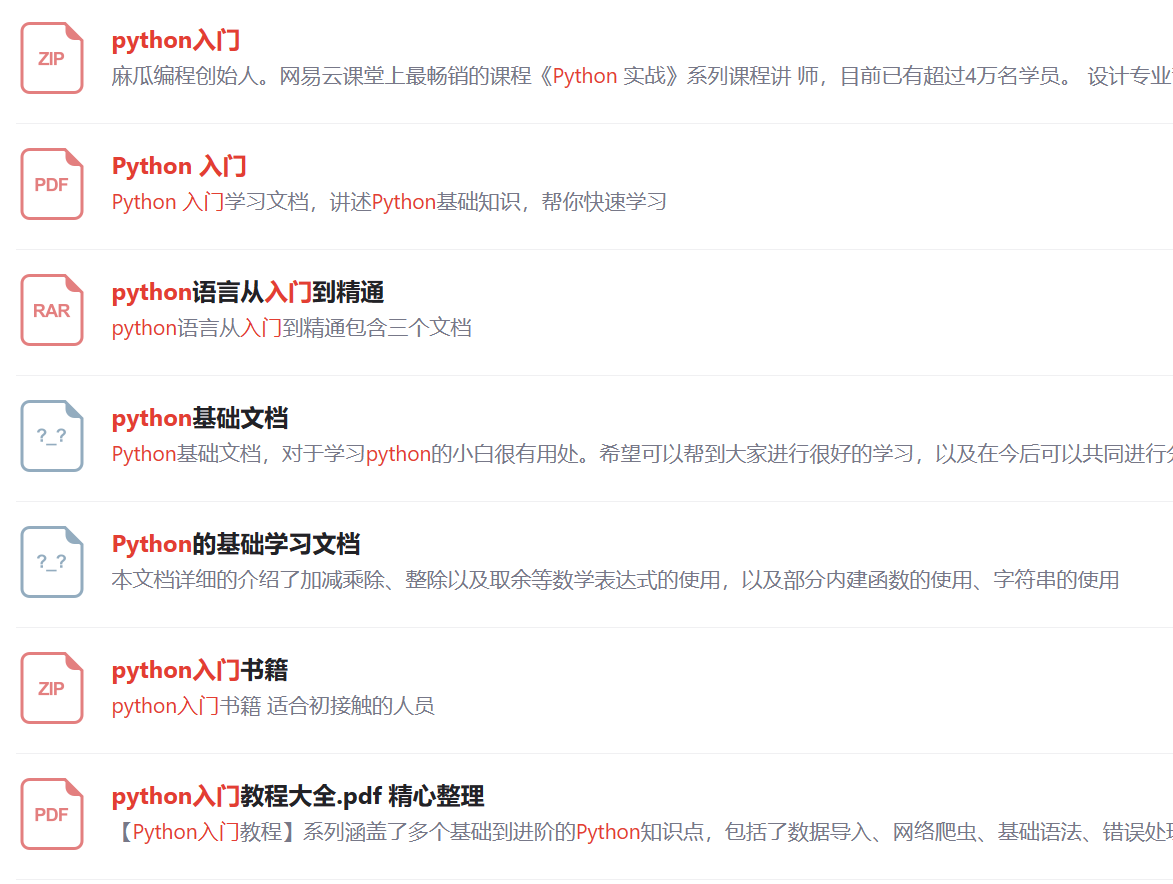 ZIP
python入门
麻瓜编程创始人。网易云课堂上最畅销的课程《Python 实战》系列课程讲 师，目前已有超过4万名学员。 设计专业
PDF
Python 入门
Python 入门学习文档，讲述Python基础知识，帮你快速学习
RAR
python语言从入门到精通
python语言从入门到精通包含三个文档
?_?
python基础文档
Python基础文档，对于学习python的小白很有用处。希望可以帮到大家进行很好的学习，以及在今后可以共同进行
?_?
Python的基础学习文档
本文档详细的介绍了加减乘除、整除以及取余等数学表达式的使用，以及部分内建函数的使用、字符串的使用
ZIP
python入门书籍
python入门书籍 适合初接触的人员
PDF
python入门教程大全.pdf 精心整理
【Python入门教程】系列涵盖了多个基础到进阶的Python知识点，包括了数据导入、网络爬虫、基础语法、错误处理